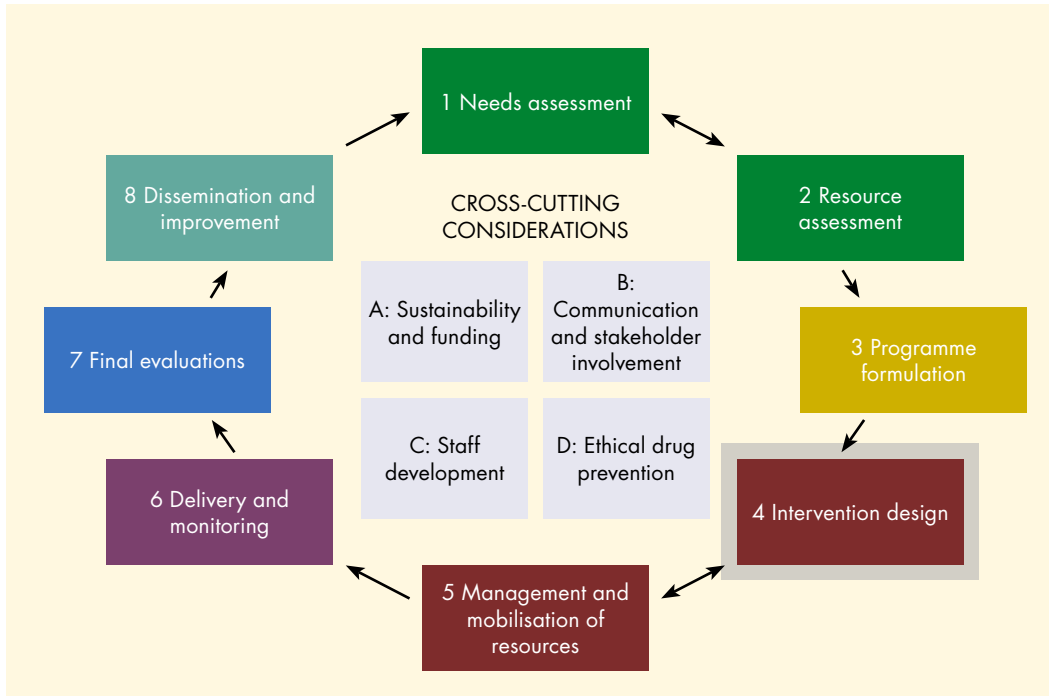 1 Needs assessment
2 Resource
assessment
3 Programme
formulation
4 Intervention design
5 Management and
mobilisation of
resources
6 Delivery and
monitoring
7 Final evaluations
8 Dissemination and
improvement
CROSS-CUTTING
CONSIDERATIONS
A: Sustainability
and funding
B:
Communication
and stakeholder
involvement
C: Staff
development
D: Ethical drug
prevention